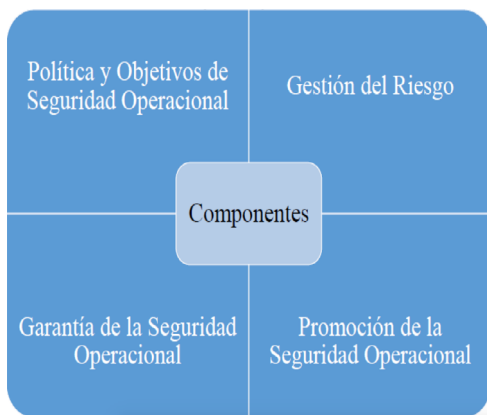 Política y Objetivos de
Seguridad Operacional
Gestión del Riesgo
Componentes
Garantía de la Seguridad
Operacional
Promoción de la
Seguridad Operacional